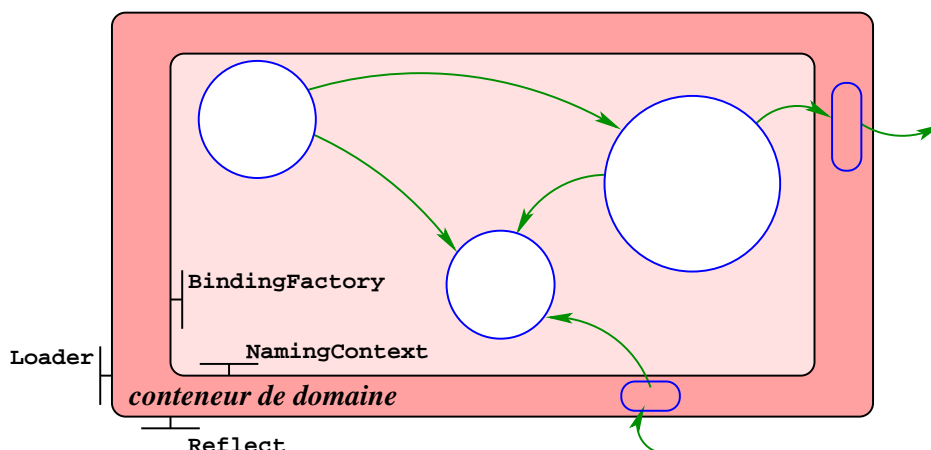 BindingFactory
NamingContext
Loader
conteneur de domaine
Reflect